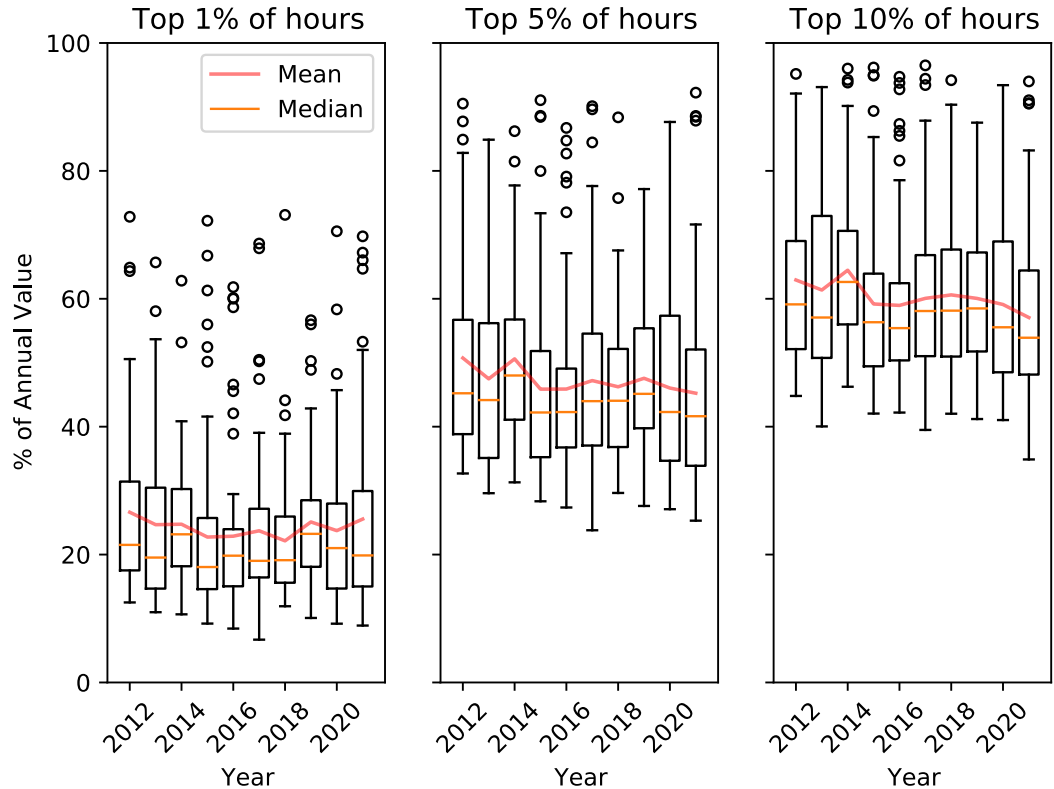 Top 1% of hours
Top 5% of hours
Top 10% of hours
% of Annual Value
100
80
60
40
20
0
Mean
Median
2012
2014
2016
2018
2020
Year
2012
2014
2016
2018
2020
Year
2012
2014
2016
2018
2020
Year